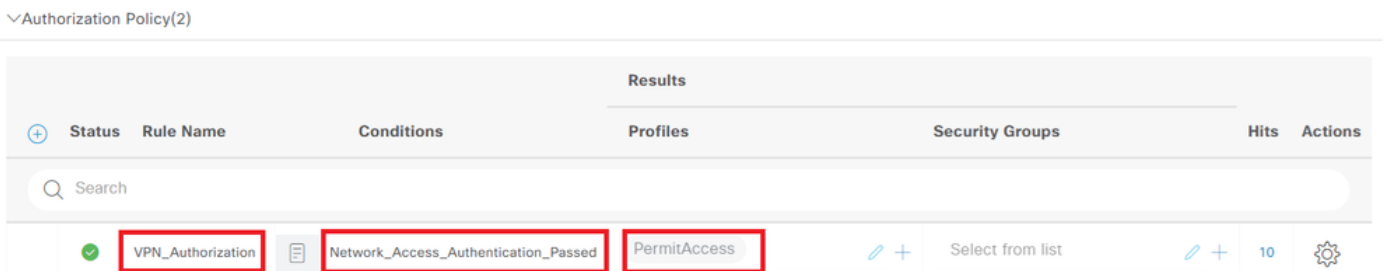 Authorization Policy(2)
Results
Status Rule Name Conditions Profiles Security Groups Hits Actions
Search
VPN_Authorization Network_Access_Authentication_Passed PermitAccess Select from list 10